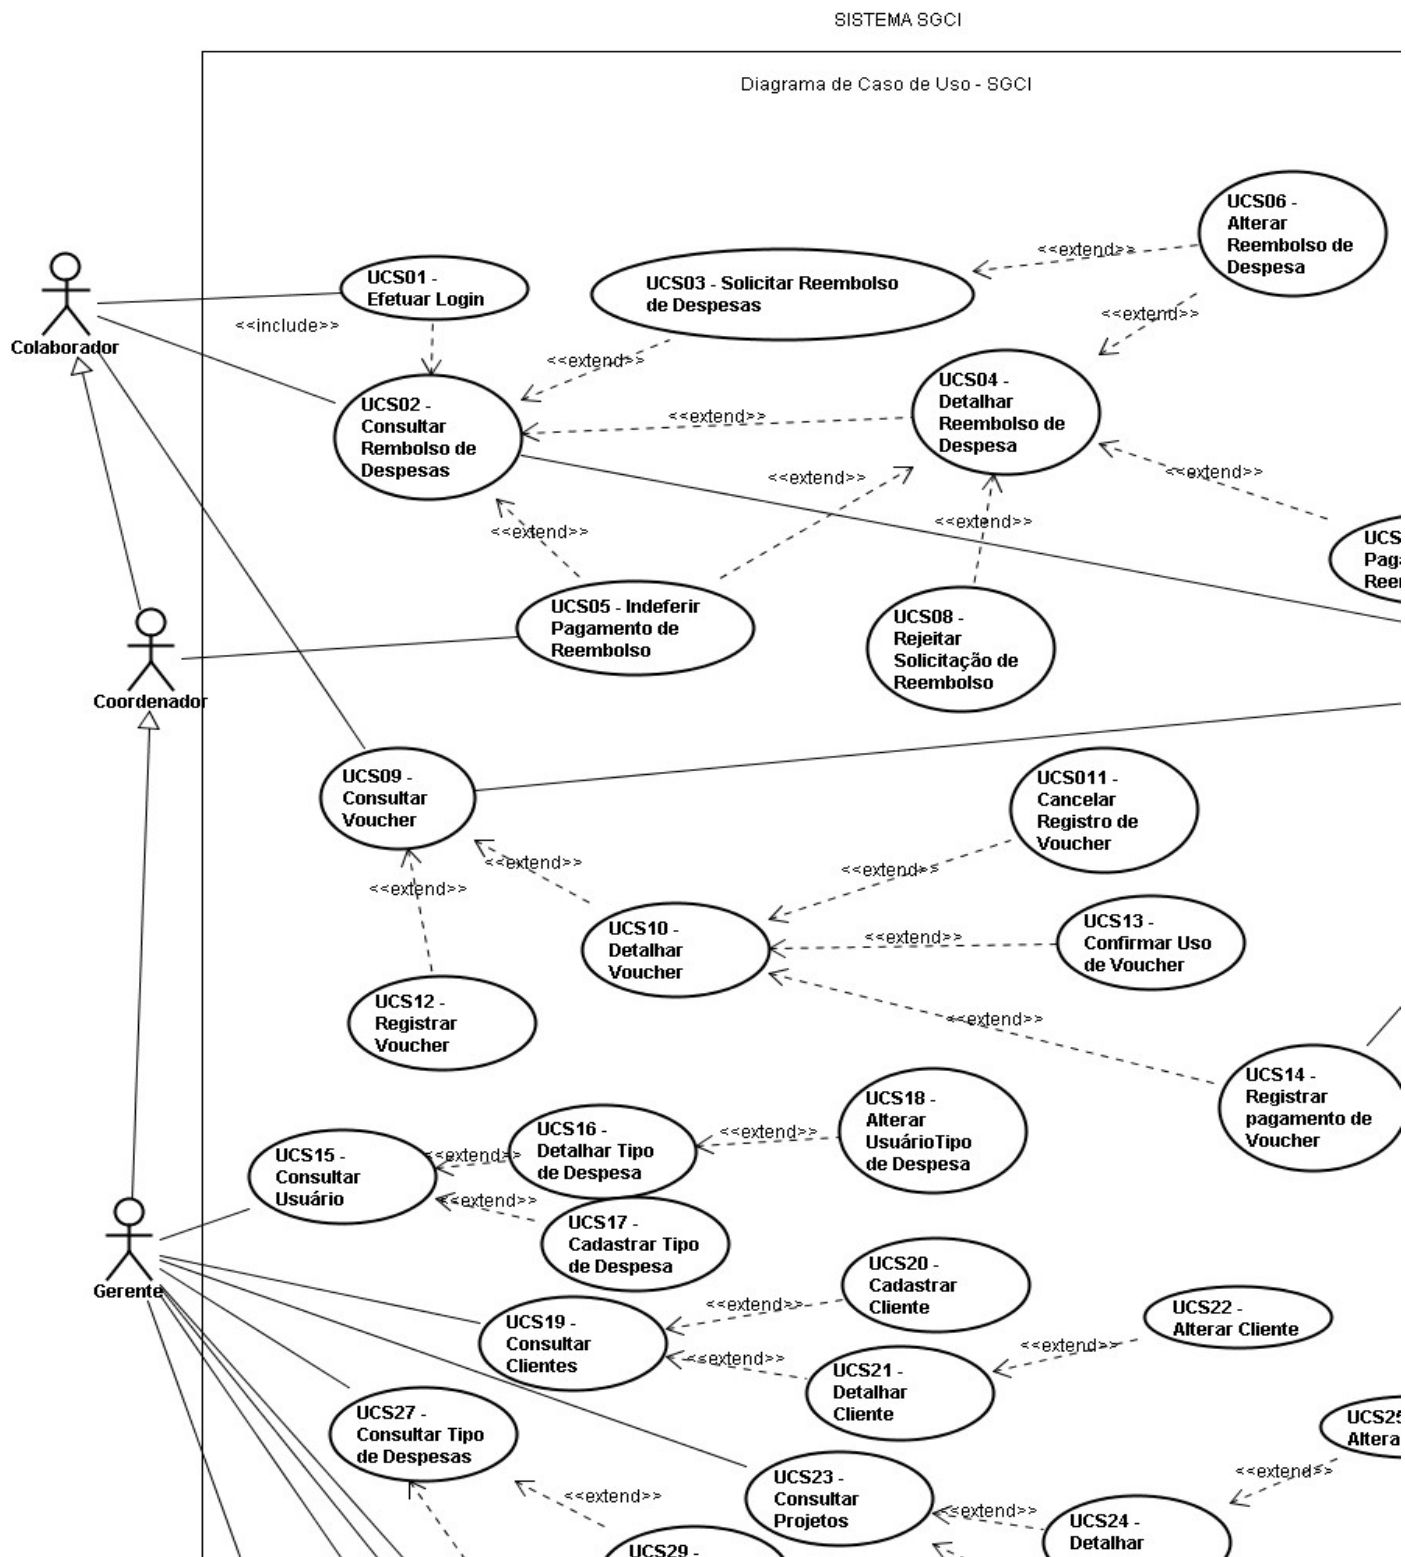 SISTEMA SGCI
Diagrama de Caso de Uso - SGCI
UCS06 -
Alterar
Reembolso de
Despesa
<<extend>>
UCS01 -
Efetuar Login
UCS03 - Solicitar Reembolso
de Despesas
<<extend>>
<<include>>
Colaborador
<<extend>>
UCS04 -
Detalhar
Reembolso de
Despesa
UCS02 -
Consultar
Rembolso de
Despesas
<<extend>>
<<extend>>
<<extend>>
<<extend>>
<<extend>>
UCS
Paga
Reem
UCS05 - Indeferir
Pagamento de
Reembolso
UCS08 -
Rejeitar
Solicitação de
Reembolso
Coordenador
UCS09 -
Consultar
Voucher
UCS011 -
Cancelar
Registro de
Voucher
<<extend>>
<<extend>>
<<extend>>
UCS10 -
Detalhar
Voucher
<<extend>>
UCS13 -
Confirmar Uso
de Voucher
UCS12 -
Registrar
Voucher
<<extend>>
UCS14 -
Registrar
pagamento de
Voucher
UCS18 -
Alterar
UsuárioTipo
de Despesa
UCS16 -
Detalhar Tipo
de Despesa
<<extend>>
UCS15 -
Consultar
Usuário
<<extend>>
<<extend>>
UCS17 -
Cadastrar Tipo
de Despesa
Gerente
UCS20 -
Cadastrar
Cliente
<<extend>>
UCS19 -
Consultar
Clientes
UCS22 -
Alterar Cliente
<<extend>>
<<extend>>
UCS21 -
Detalhar
Cliente
UCS27 -
Consultar Tipo
de Despesas
UCS25
Altera
<<extend>>
UCS23 -
Consultar
Projetos
<<extend>>
<<extend>>
UCS24 -
Detalhar
UCS29 -